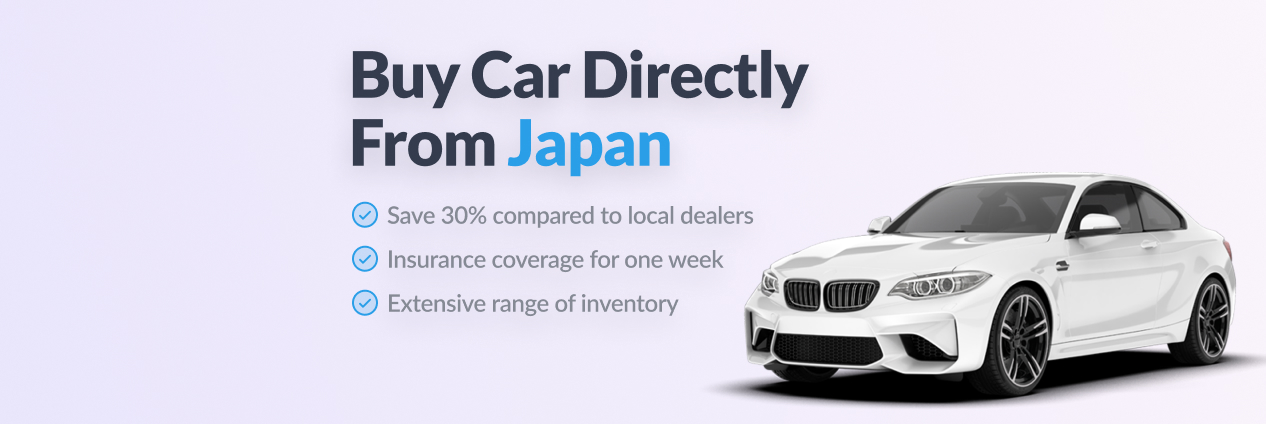 Buy Car Directly
From Japan
Save 30% compared to local dealers
Insurance coverage for one week
Extensive range of inventory